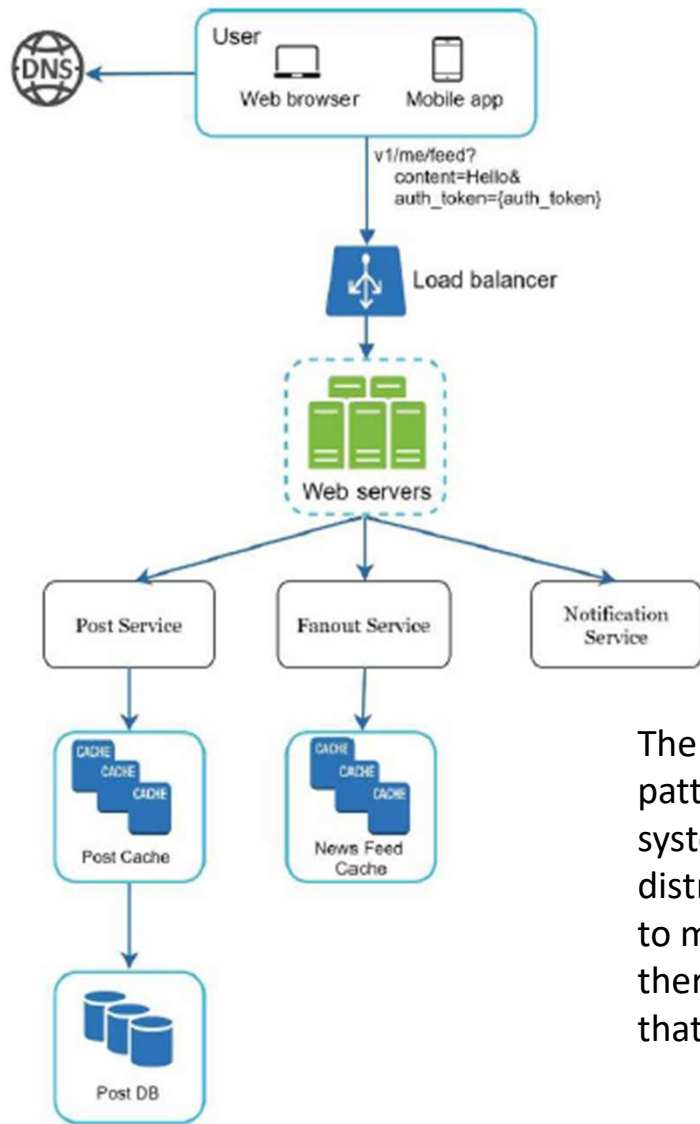 DNS
User
Web browser Mobile app
v1/me/feed?
content=Hello&
auth_token={auth_token}
Load balancer
Web servers
Post Service
Fanout Service
Notification
Service
CACHE
CACHE
CACHE
Post Cache
CACHE
CACHE
CACHE
News Feed
Cache
Post DB
The
patt
syst
distr
to m
ther
that